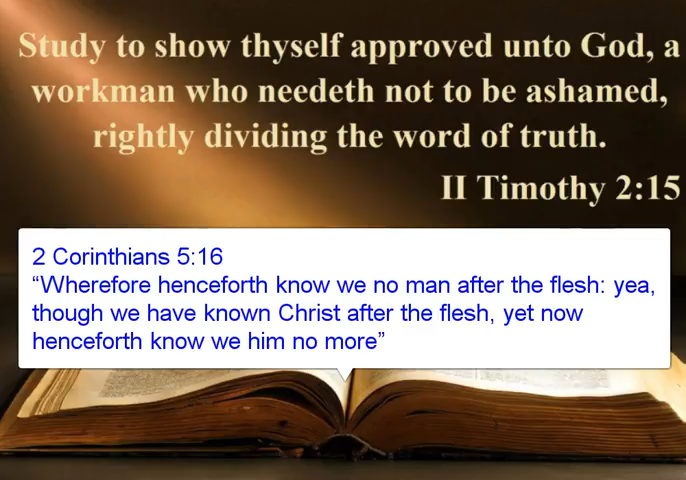 Study to show thyself approved unto God, a
workman who needeth not to be ashamed,
rightly dividing the word of truth.
II Timothy 2:15
2 Corinthians 5:16
“Wherefore henceforth know we no man after the flesh: yea,
though we have known Christ after the flesh, yet now
henceforth know we him no more”